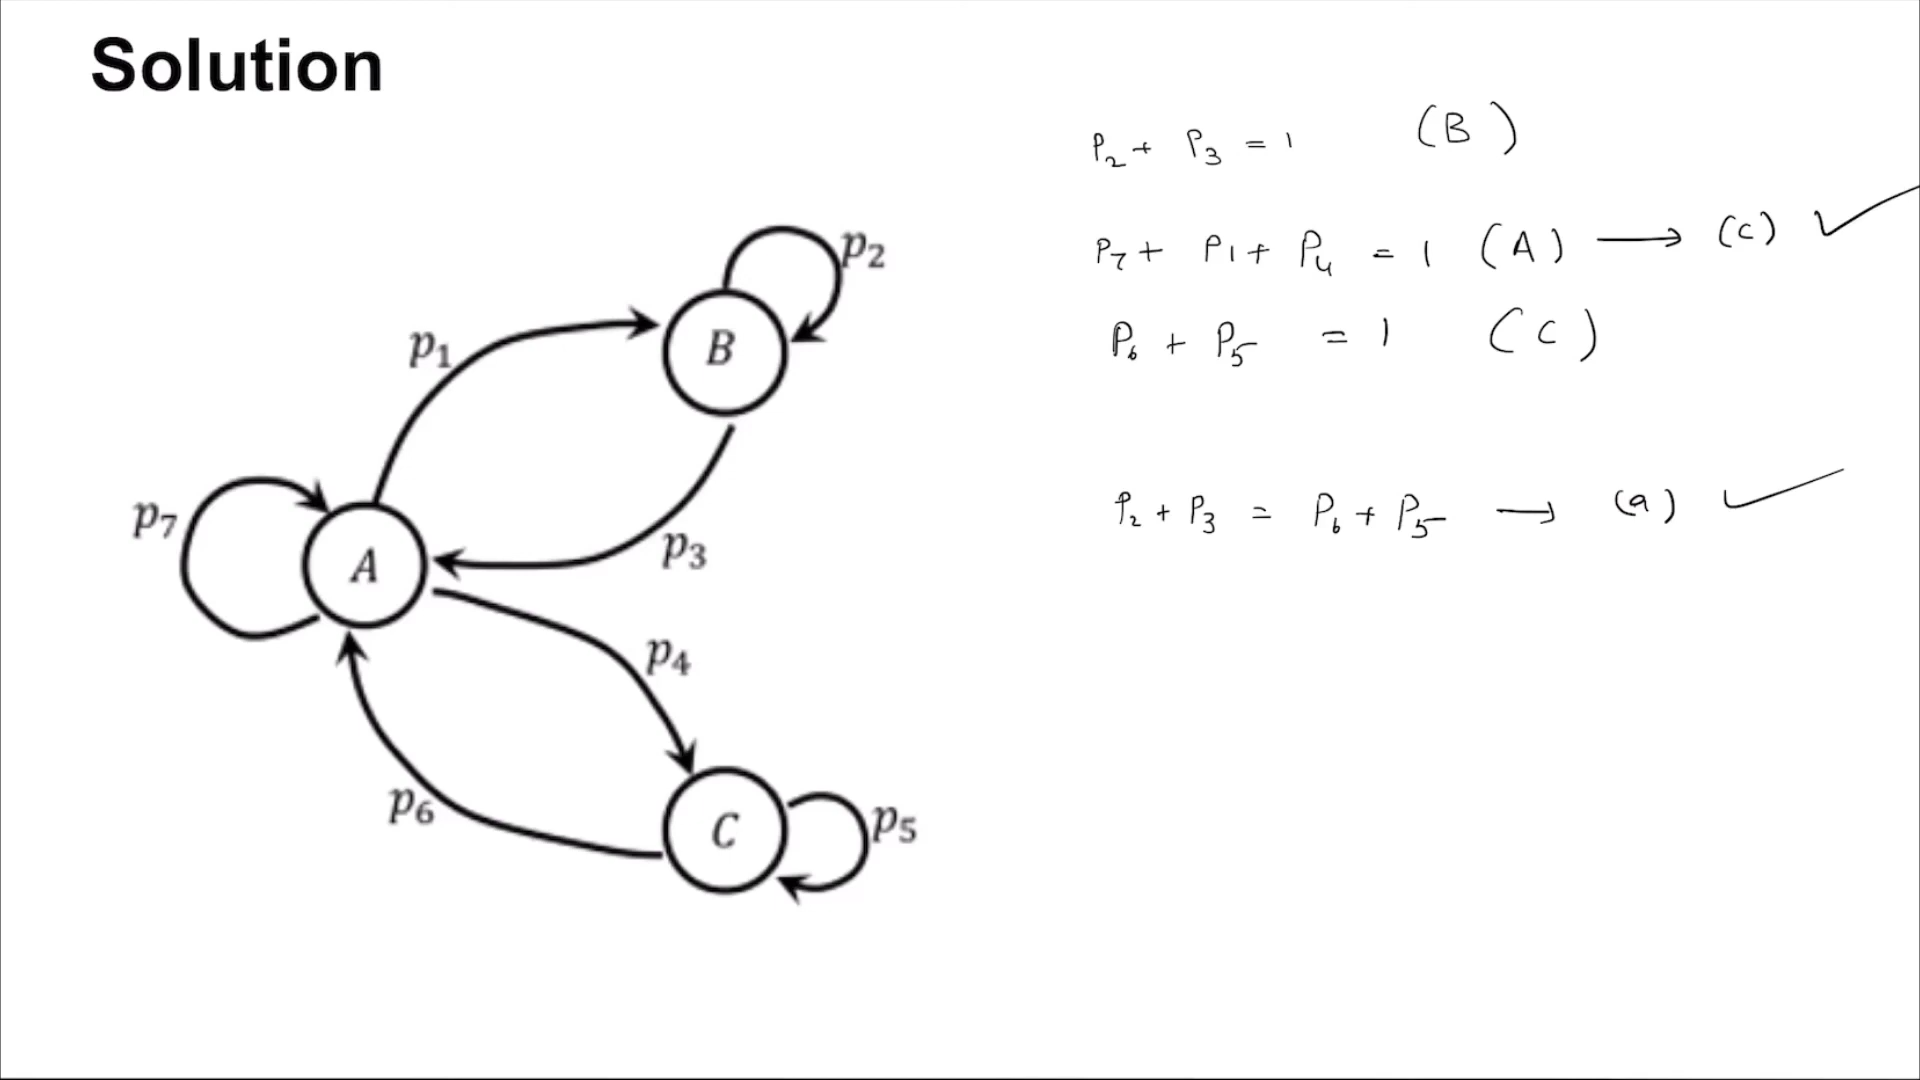 Solution
P₂ + P₃ = 1 (B)
P₇ + P₁ + P₄ = 1 (A) ⟶ (c) ✓
P₆ + P₅ = 1 (C)
P₂ + P₃ = P₆ + P₅ ⟶ (a) ✓
p₂
p₁
B
p₇
A
p₃
p₄
p₆
C
p₅